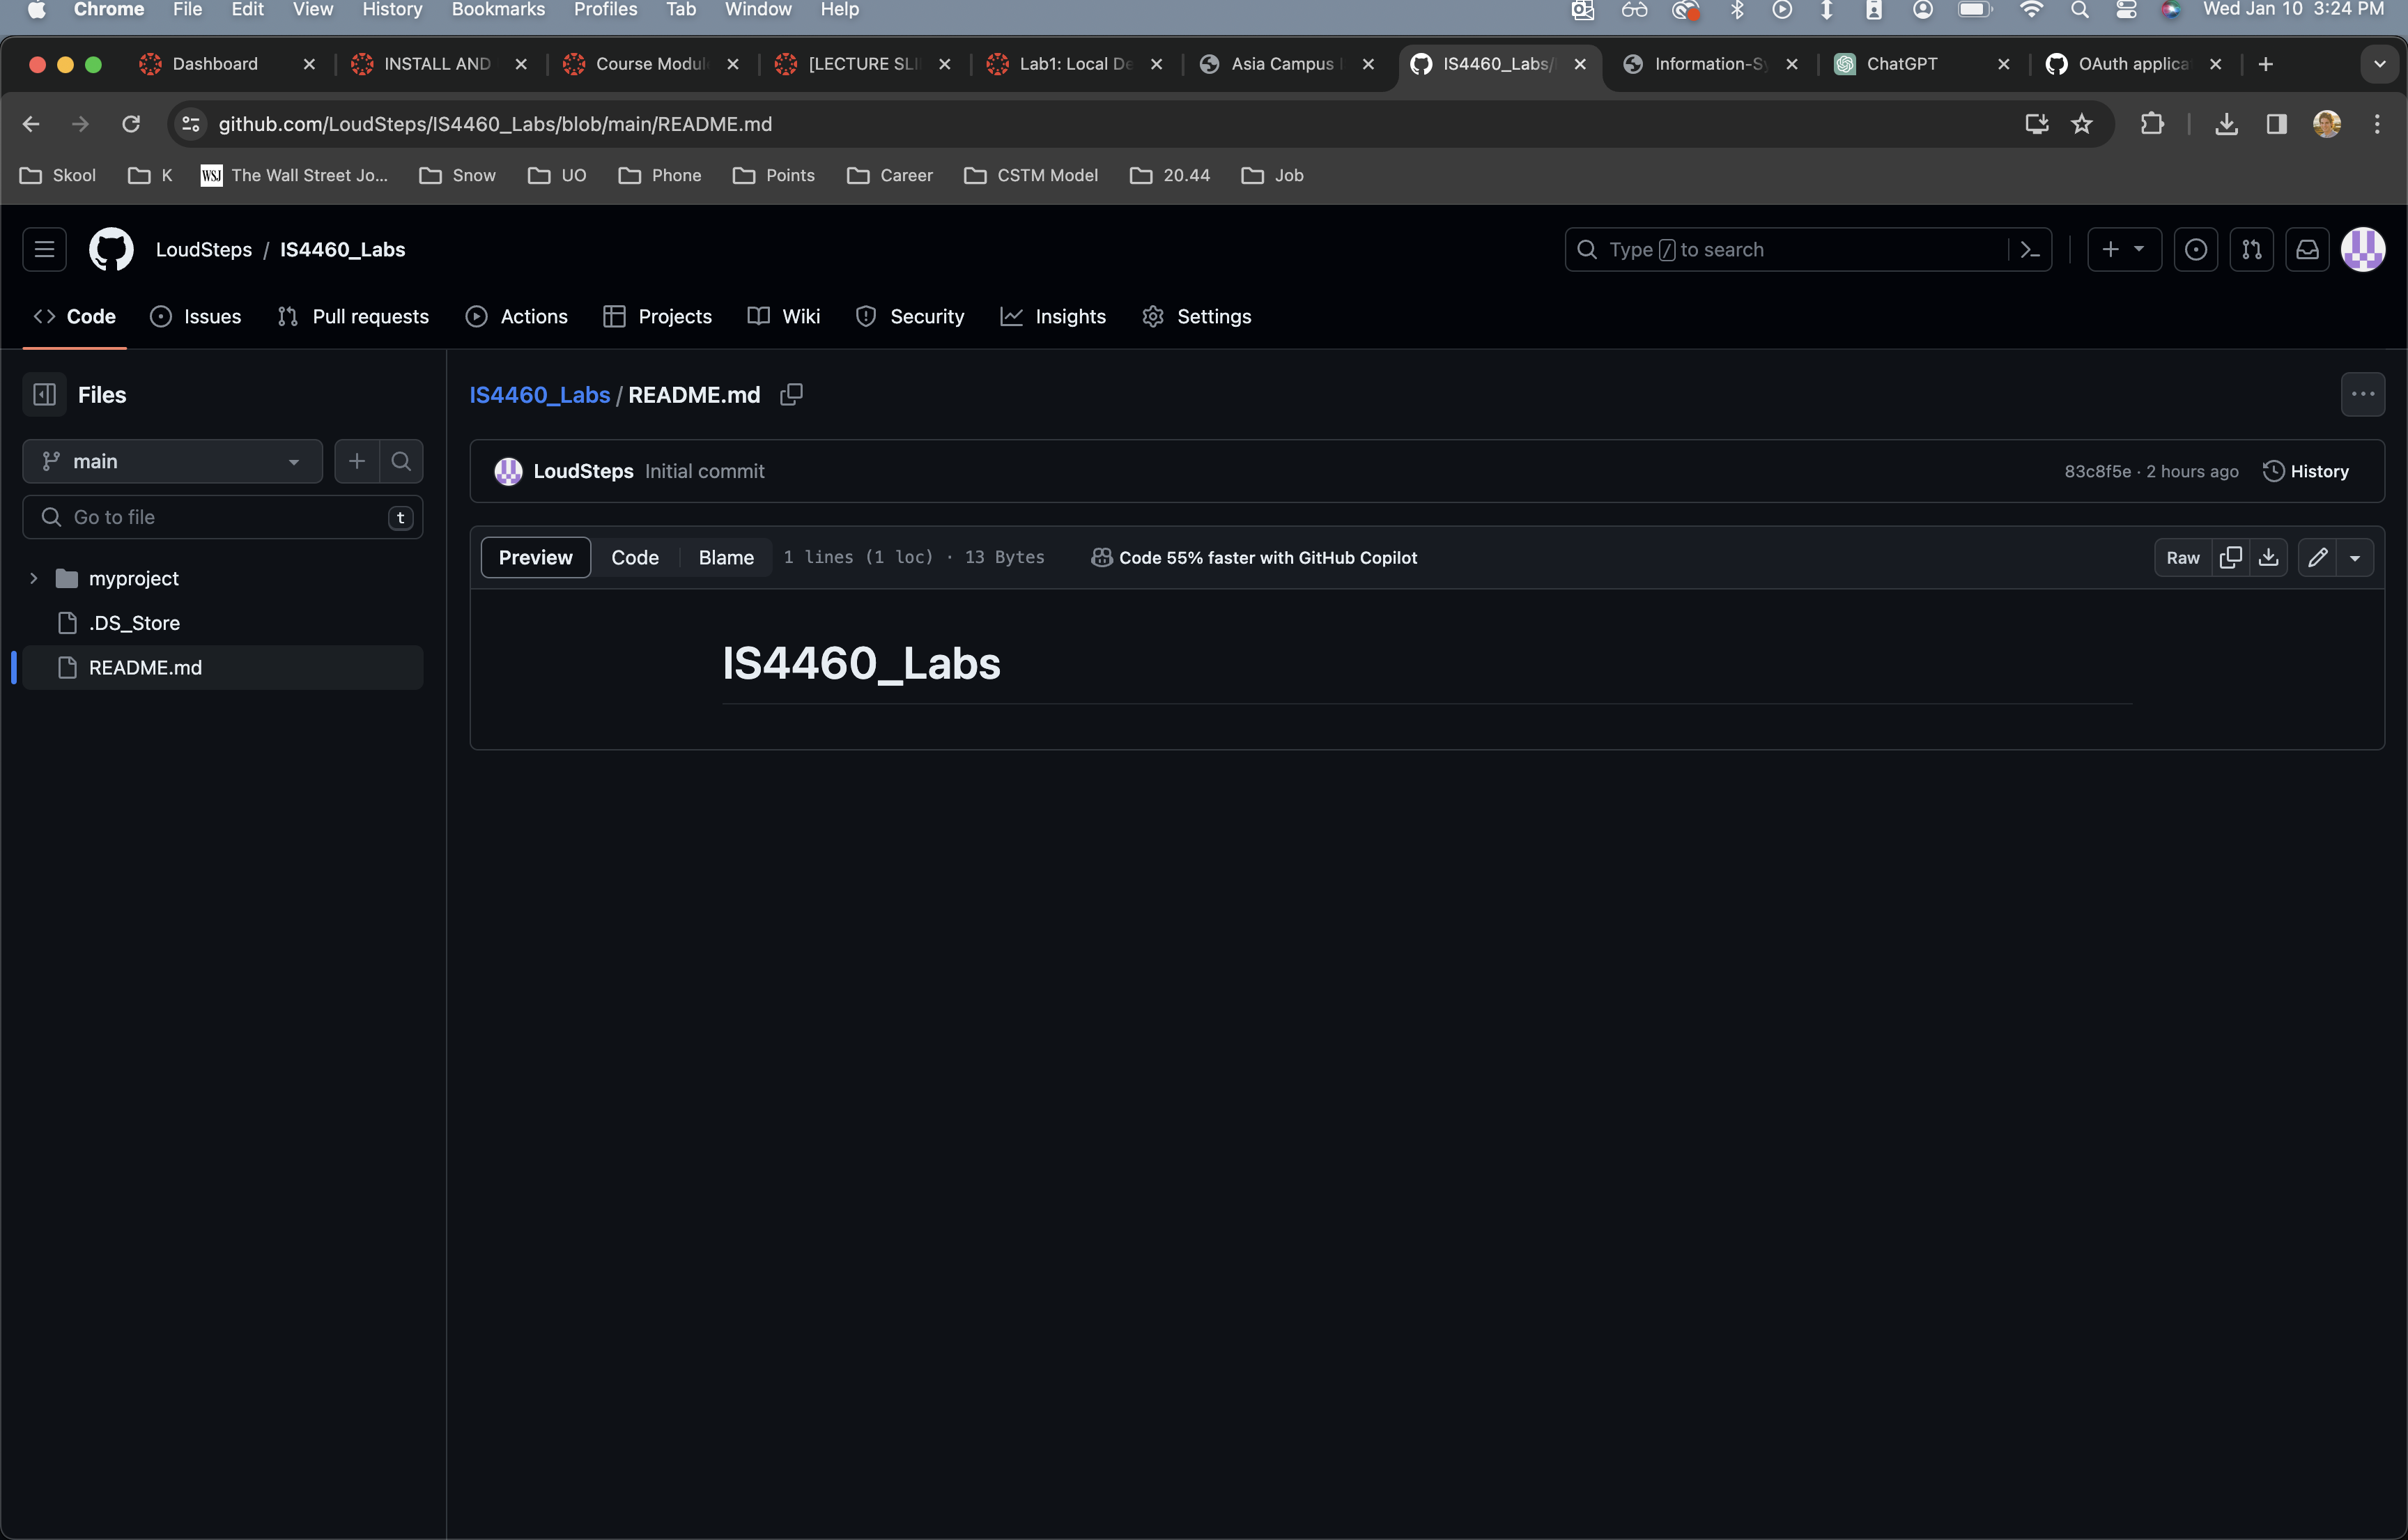 Chrome File Edit View History Bookmarks Profiles Tab Window Help Wed Jan 10 3:24 PM
Dashboard INSTALL AND Course Modul [LECTURE SLI Lab1: Local De Asia Campus IS4460_Labs/ Information-Sy ChatGPT OAuth applica
github.com/LoudSteps/IS4460_Labs/blob/main/README.md
Skool K WSJ The Wall Street Jo... Snow UO Phone Points Career CSTM Model 20.44 Job
LoudSteps / IS4460_Labs Type / to search
Code Issues Pull requests Actions Projects Wiki Security Insights Settings
Files
IS4460_Labs / README.md
main
LoudSteps Initial commit 83c8f5e · 2 hours ago History
Go to file t
Preview Code Blame 1 lines (1 loc) · 13 Bytes Code 55% faster with GitHub Copilot Raw
myproject
.DS_Store
README.md
IS4460_Labs